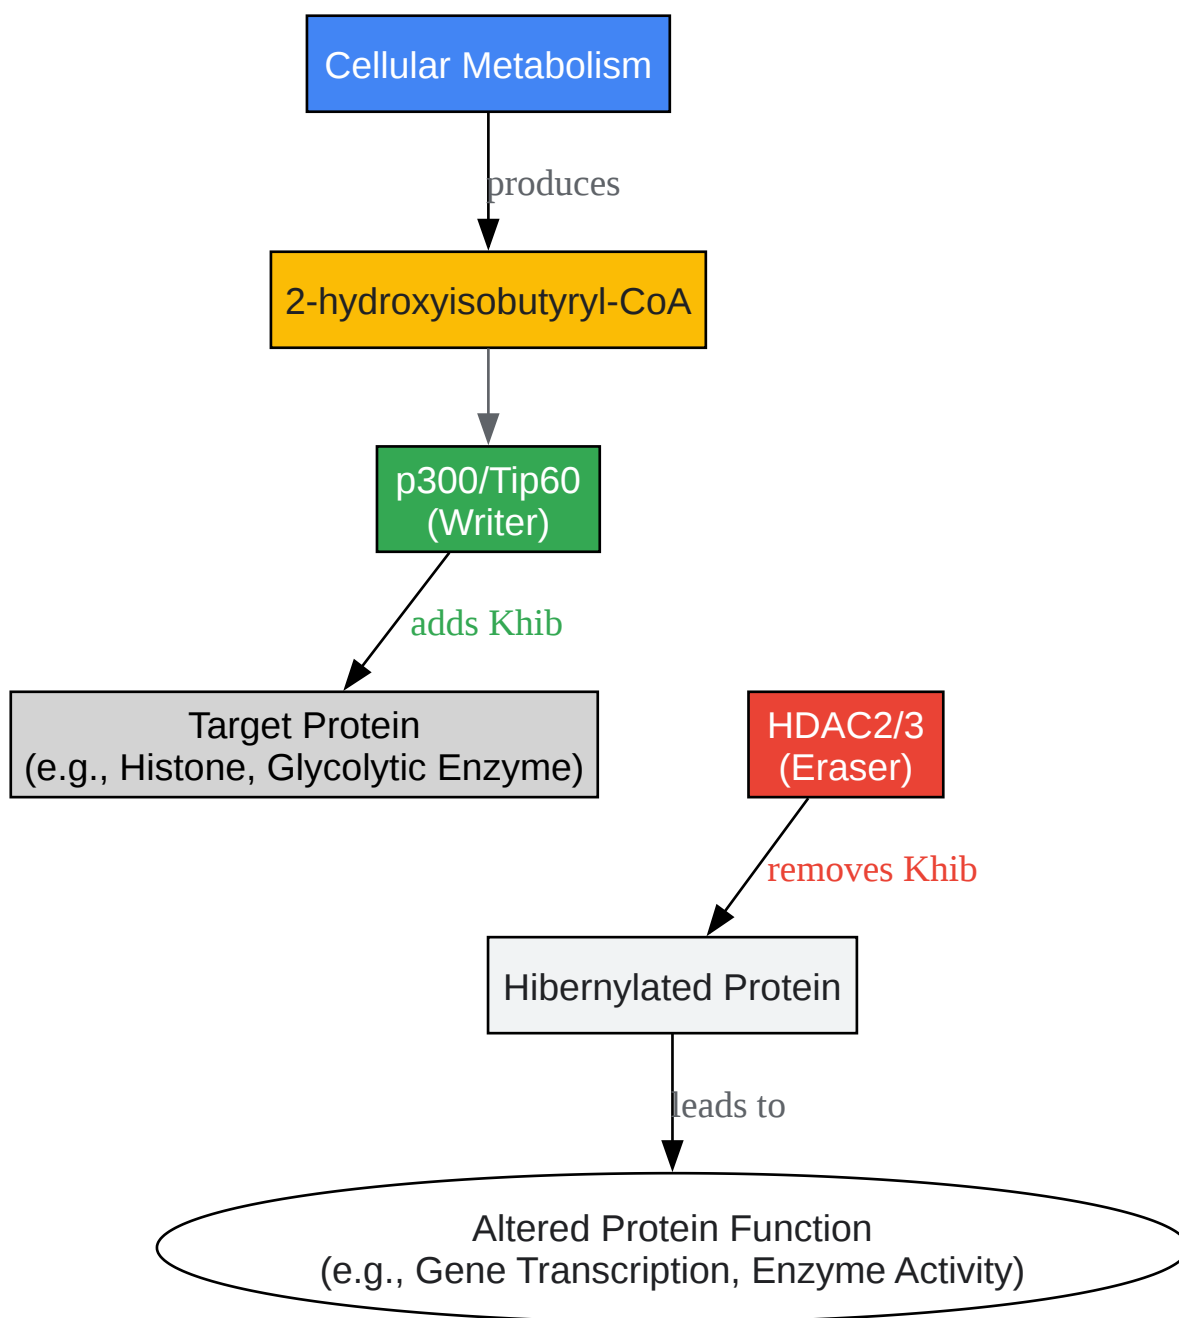 Cellular Metabolism
produces
2-hydroxyisobutyryl-CoA
p300/Tip60
(Writer)
adds Khib
Target Protein
(e.g., Histone, Glycolytic Enzyme)
HDAC2/3
(Eraser)
removes Khib
Hibernylated Protein
leads to
Altered Protein Function
(e.g., Gene Transcription, Enzyme Activity)